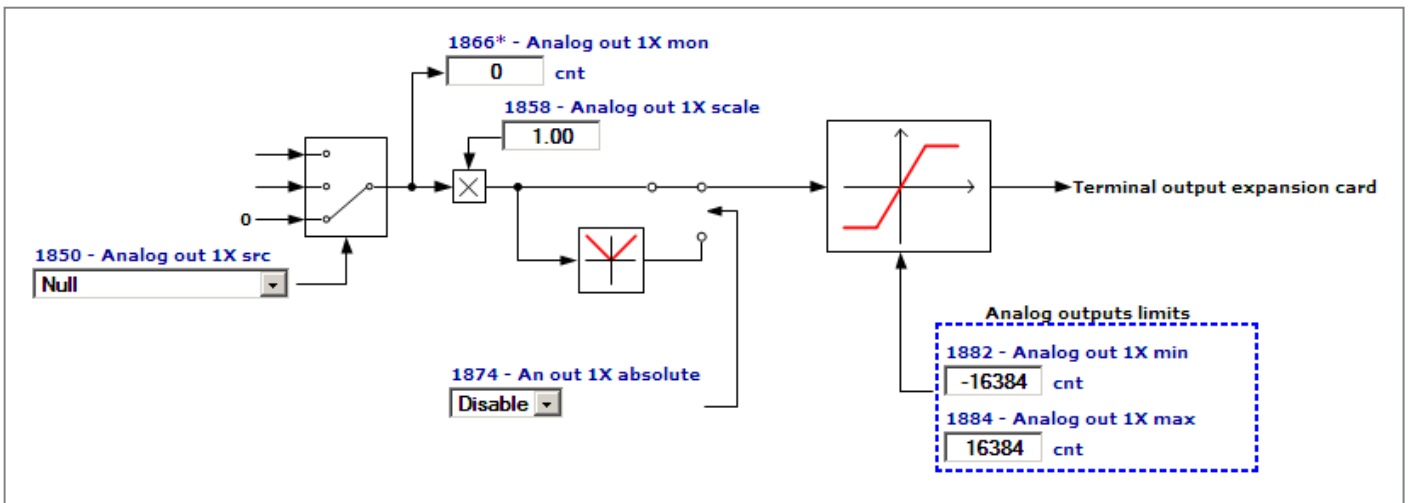 1866* - Analog out 1X mon
0 cnt
1858 - Analog out 1X scale
1.00
0
1850 - Analog out 1X src
Null
Terminal output expansion card
1874 - An out 1X absolute
Disable
Analog outputs limits
1882 - Analog out 1X min
-16384 cnt
1884 - Analog out 1X max
16384 cnt